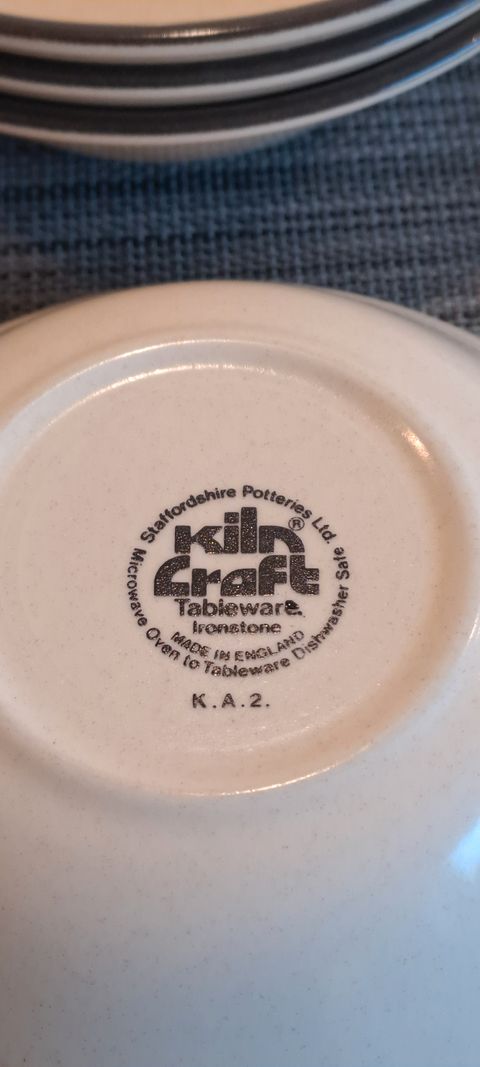 Staffordshire Potteries Ltd.
Kiln®
Craft
Tableware.
Ironstone
MADE IN ENGLAND
Microwave Oven to Tableware Dishwasher Safe
K.A.2.